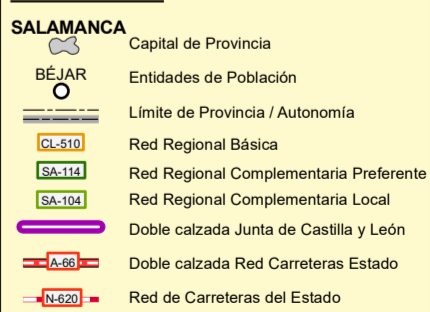 SALAMANCA
Capital de Provincia
BÉJAR
Entidades de Población
Límite de Provincia / Autonomía
CL-510 Red Regional Básica
SA-114 Red Regional Complementaria Preferente
SA-104 Red Regional Complementaria Local
Doble calzada Junta de Castilla y León
A-66 Doble calzada Red Carreteras Estado
N-620 Red de Carreteras del Estado